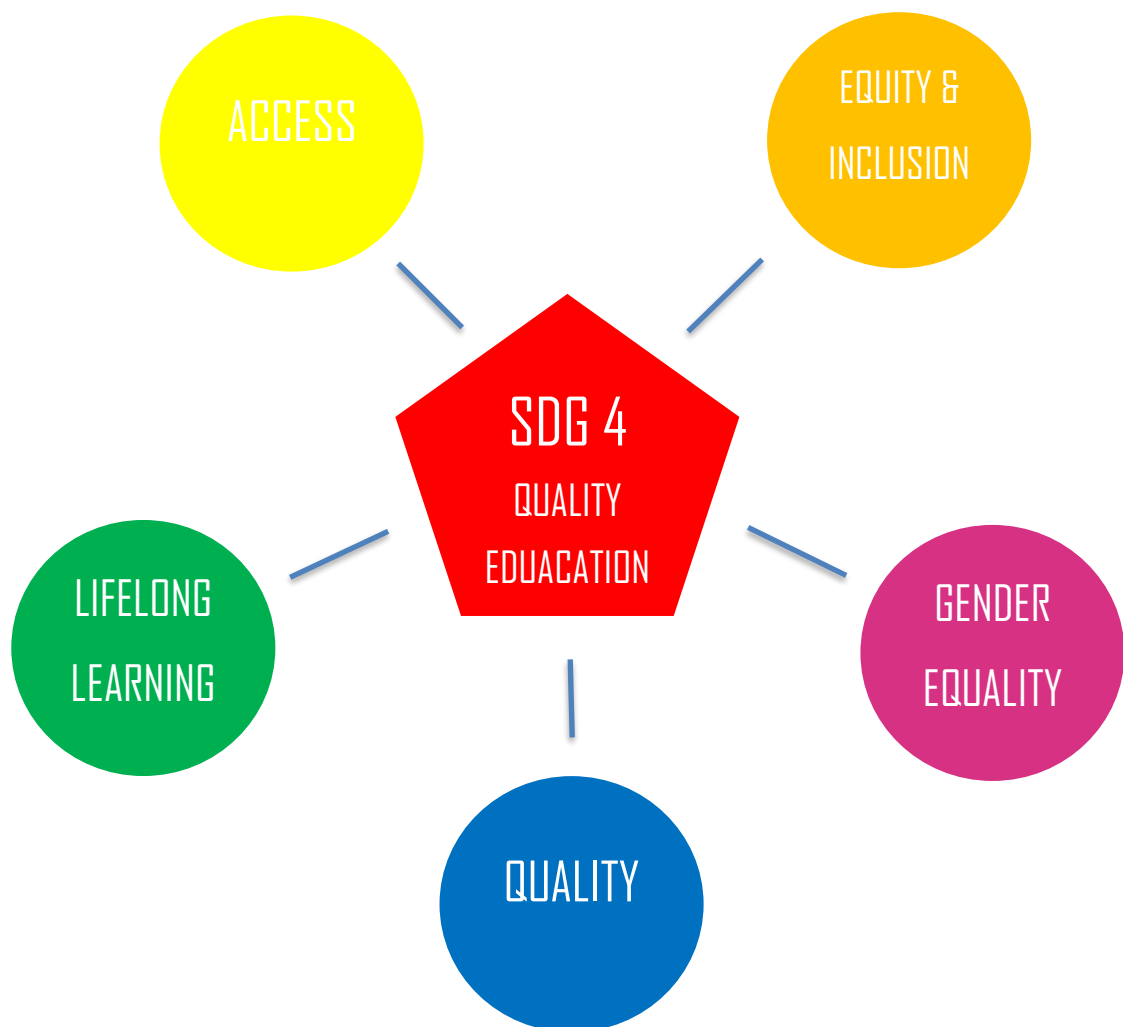 ACCESS
EQUITY &
INCLUSION
SDG 4
QUALITY
EDUACATION
LIFELONG
LEARNING
GENDER
EQUALITY
QUALITY